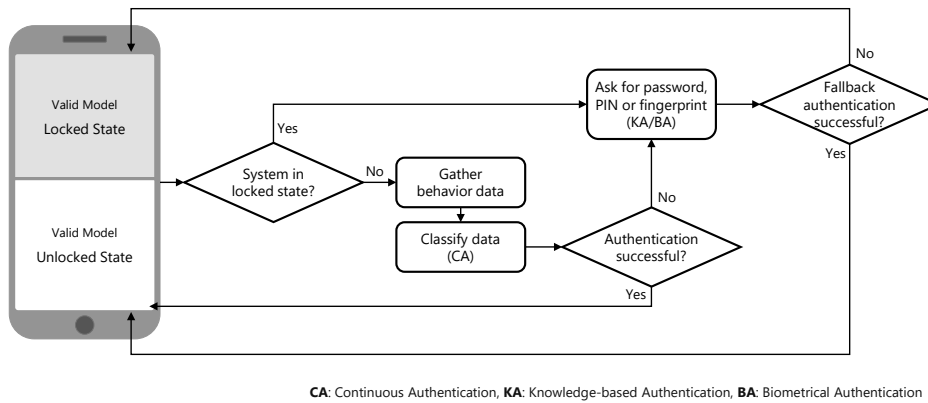 Valid Model
Locked State
Valid Model
Unlocked State
System in
locked state?
Yes
No
Gather
behavior data
Classify data
(CA)
Authentication
successful?
No
Yes
Ask for password,
PIN or fingerprint
(KA/BA)
Fallback
authentication
successful?
No
Yes
CA: Continuous Authentication, KA: Knowledge-based Authentication, BA: Biometrical Authentication